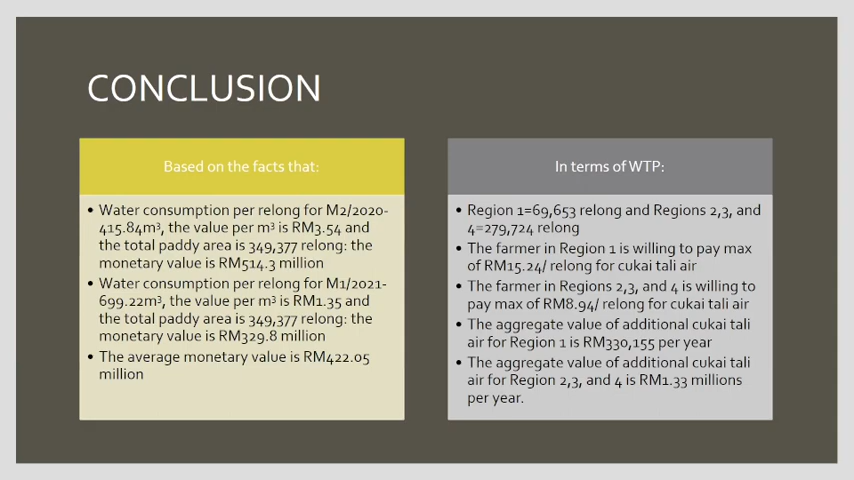 CONCLUSION
Based on the facts that:
• Water consumption per relong for M2/2020-
415.84m³, the value per m³ is RM3.54 and
the total paddy area is 349,377 relong: the
monetary value is RM514.3 million
• Water consumption per relong for M1/2021-
699.22m³, the value per m³ is RM1.35 and
the total paddy area is 349,377 relong: the
monetary value is RM329.8 million
• The average monetary value is RM422.05
million
In terms of WTP:
• Region 1=69,653 relong and Regions 2,3, and
4=279,724 relong
• The farmer in Region 1 is willing to pay max
of RM15.24/ relong for cukai tali air
• The farmer in Regions 2,3, and 4 is willing to
pay max of RM8.94/ relong for cukai tali air
• The aggregate value of additional cukai tali
air for Region 1 is RM330,155 per year
• The aggregate value of additional cukai tali
air for Region 2,3, and 4 is RM1.33 millions
per year.